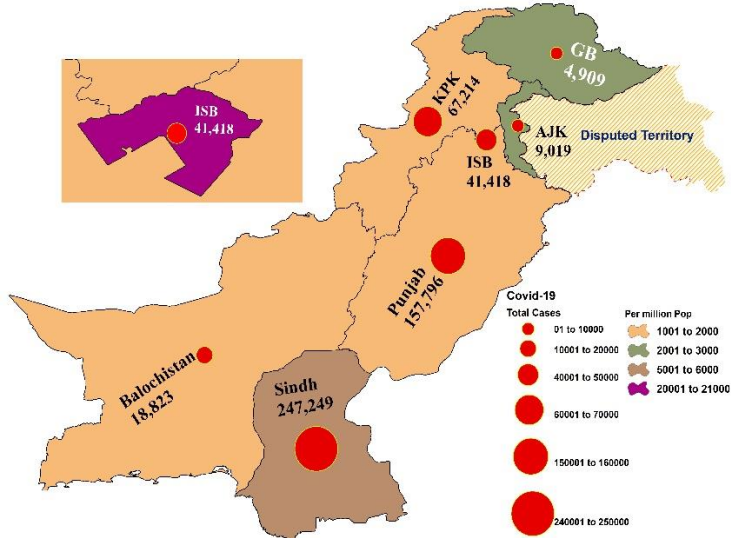 ISB
41,418
GB
4,909
KPK
67,214
AJK
9,019
Disputed Territory
ISB
41,418
Punjab
157,796
Balochistan
18,823
Sindh
247,249
Covid-19
Total Cases
01 to 10000
10001 to 20000
40001 to 50000
60001 to 70000
150001 to 160000
240001 to 250000
Per million Pop
1001 to 2000
2001 to 3000
5001 to 6000
20001 to 21000